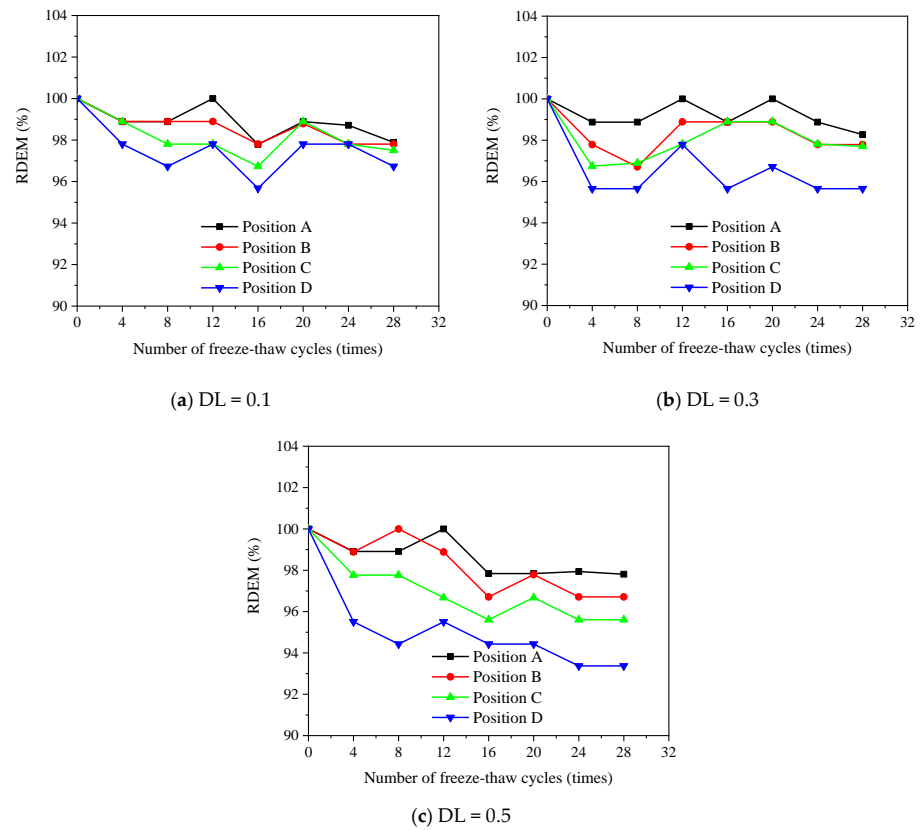 104
102
100
98
96
94
92
90
RDEM (%)
Position A
Position B
Position C
Position D
0 4 8 12 16 20 24 28 32
Number of freeze-thaw cycles (times)
(a) DL = 0.1
104
102
100
98
96
94
92
90
RDEM (%)
Position A
Position B
Position C
Position D
0 4 8 12 16 20 24 28 32
Number of freeze-thaw cycles (times)
(b) DL = 0.3
104
102
100
98
96
94
92
90
RDEM (%)
Position A
Position B
Position C
Position D
0 4 8 12 16 20 24 28 32
Number of freeze-thaw cycles (times)
(c) DL = 0.5